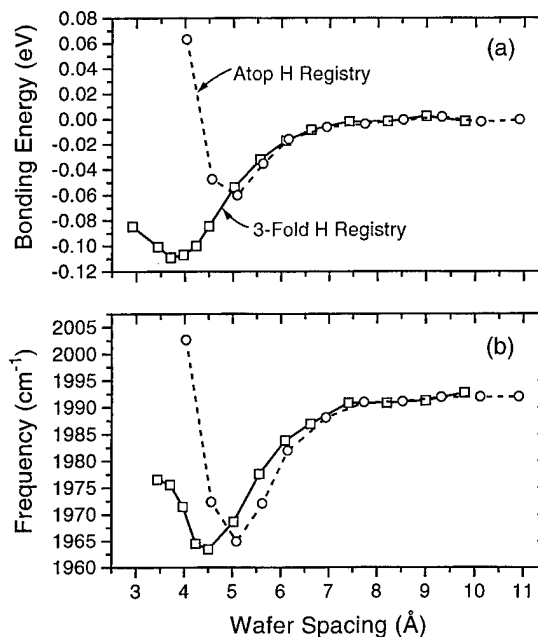 0.08
0.06
0.04
0.02
0.00
-0.02
-0.04
-0.06
-0.08
-0.10
-0.12
Bonding Energy (eV)
(a)
Atop H Registry
3-Fold H Registry
2005
2000
1995
1990
1985
1980
1975
1970
1965
1960
Frequency (cm⁻¹)
(b)
3 4 5 6 7 8 9 10 11
Wafer Spacing (Å)